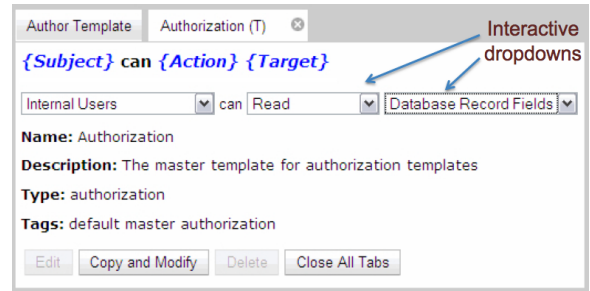 Author Template Authorization (T)
Interactive
dropdowns
{Subject} can {Action} {Target}
Internal Users can Read Database Record Fields
Name: Authorization
Description: The master template for authorization templates
Type: authorization
Tags: default master authorization
Edit Copy and Modify Delete Close All Tabs